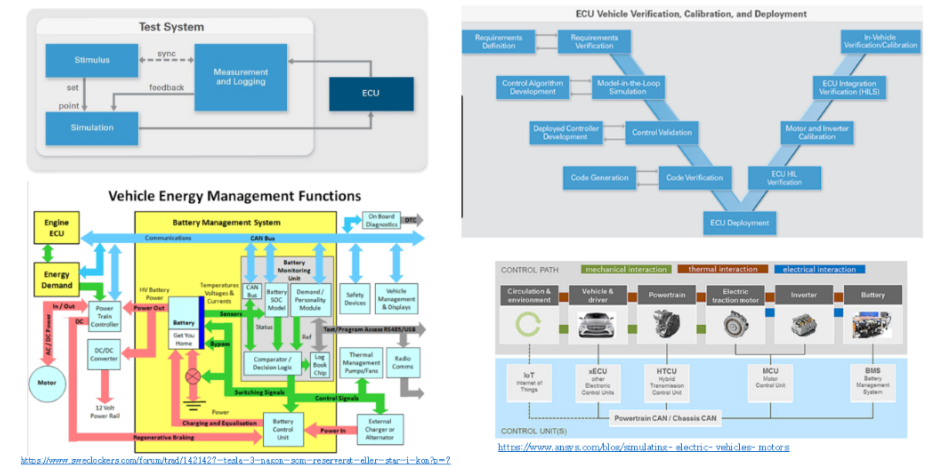 Test System
Stimulus
sync
Measurement
and Logging
set
point
feedback
Simulation
ECU
ECU Vehicle Verification, Calibration, and Deployment
Requirements
Definition
Requirements
Verification
In-Vehicle
Verification/Calibration
Control Algorithm
Development
Model-in-the-Loop
Simulation
ECU Integration
Verification (HILS)
Deployed Controller
Development
Control Validation
Motor and Inverter
Calibration
Code Generation
Code Verification
ECU HIL
Verification
ECU Deployment
Vehicle Energy Management Functions
Engine
ECU
Battery Management System
On Board
Diagnostics
DTC
Communications
CAN Bus
Energy
Demand
Battery
Monitoring
Unit
Temperatures
Voltages &
Currents
CAN
Bus
Battery
SOC
Model
Demand /
Personality
Module
Safety
Devices
Vehicle
Management
& Displays
In / Out
HV Battery
Power
Power Out
DC
AC / DC Power
Power
Train
Controller
Sensors
Battery
Get You
Home
Status
Ref
Test/Program Access RS485/USB
Bypass
DC/DC
Converter
Comparator /
Decision Logic
Log
Book
Chip
Thermal
Management
Pumps/Fans
Radio
Comms
Motor
Switching Signals
Control Signals
12 Volt
Power Rail
Power
Charging and Equalisation
Battery
Control
Unit
Power In
External
Charger or
Alternator
Regenerative Braking
CONTROL PATH
mechanical interaction
thermal interaction
electrical interaction
Circulation &
environment
Vehicle &
driver
Powertrain
Electric
traction motor
Inverter
Battery
IoT
Internet of
Things
xECU
other
Electronic
Control Units
HTCU
Hybrid
Transmission
Control Unit
MCU
Motor
Control Unit
BMS
Battery
Management
System
Powertrain CAN / Chassis CAN
CONTROL UNIT(S)
https://www.ansys.com/blog/simulating- electric- vehicles- motors